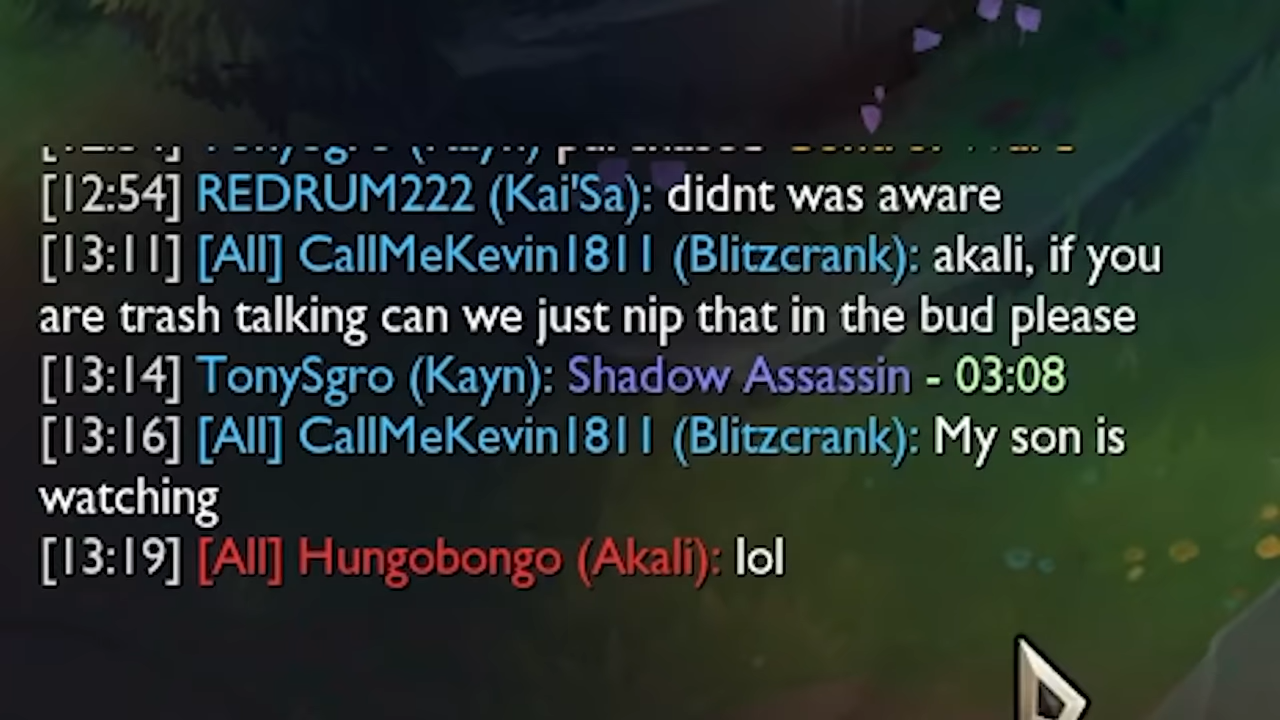 [12:54] REDRUM222 (Kai'Sa): didnt was aware
[13:11] [All] CallMeKevin1811 (Blitzcrank): akali, if you
are trash talking can we just nip that in the bud please
[13:14] TonySgro (Kayn): Shadow Assassin - 03:08
[13:16] [All] CallMeKevin1811 (Blitzcrank): My son is
watching
[13:19] [All] Hungobongo (Akali): lol